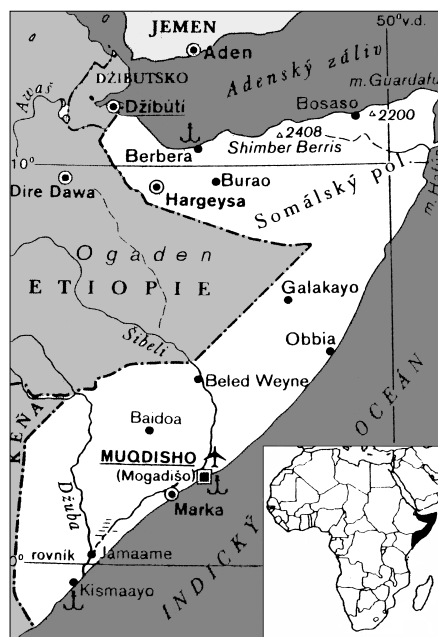 50°v.d.
JEMEN
Aden
Adenský záliv
DŽIBUTSKO
m. Guardafui
Awaš
Džibúti
Bosaso
△2200
△2408
Shimber Berris
Berbera
10°
Dire Dawa
Burao
Hargeysa
Somálský pol.
Ogaden
ETIOPIE
Galakayo
Šibeli
Obbia
Beled Weyne
KEŇA
OCEÁN
Baidoa
MUQDISHO
(Mogadišo)
Džuba
Marka
INDICKÝ
0° rovník
Jamaame
Kismaayo